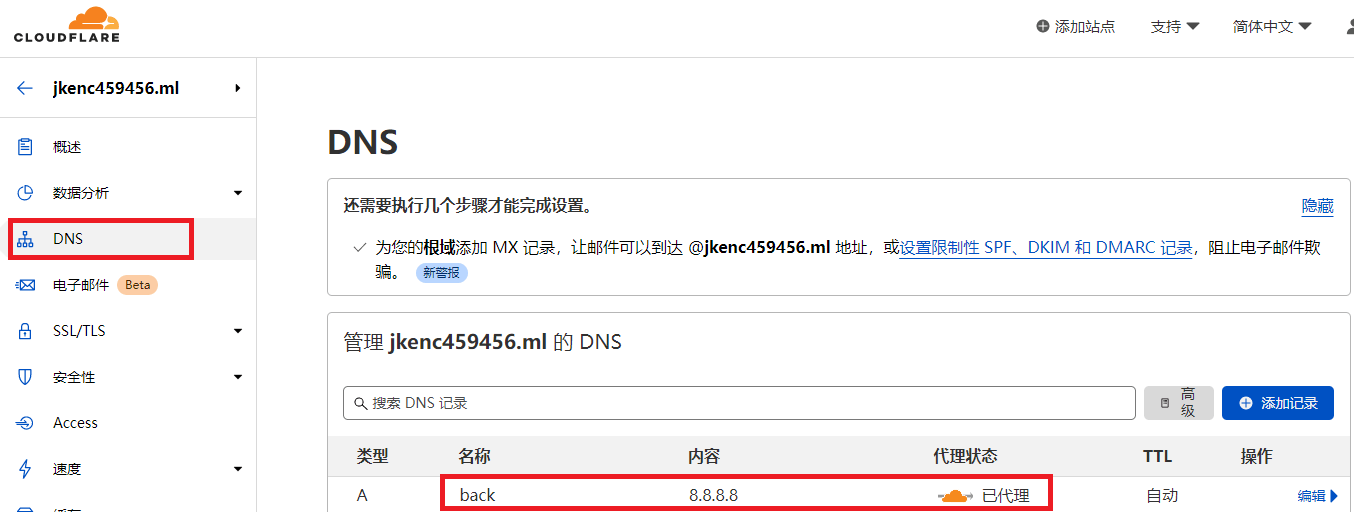 CLOUDFLARE
添加站点 支持 简体中文
jkenc459456.ml
概述
数据分析
DNS
电子邮件 Beta
SSL/TLS
安全性
Access
速度
DNS
还需要执行几个步骤才能完成设置。 隐藏
为您的根域添加 MX 记录，让邮件可以到达 @jkenc459456.ml 地址，或设置限制性 SPF、DKIM 和 DMARC 记录，阻止电子邮件欺
骗。 新警报
管理 jkenc459456.ml 的 DNS
搜索 DNS 记录
高
级
添加记录
类型 名称 内容 代理状态 TTL 操作
A back 8.8.8.8 已代理 自动 编辑